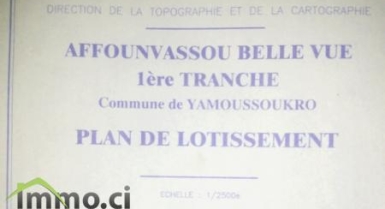 DIRECTION DE LA TOPOGRAPHIE ET DE LA CARTOGRAPHIE
AFFOUNVASSOU BELLE VUE
1ère TRANCHE
Commune de YAMOUSSOUKRO
PLAN DE LOTISSEMENT
immo.ci
ECHELLE : 1/2500e